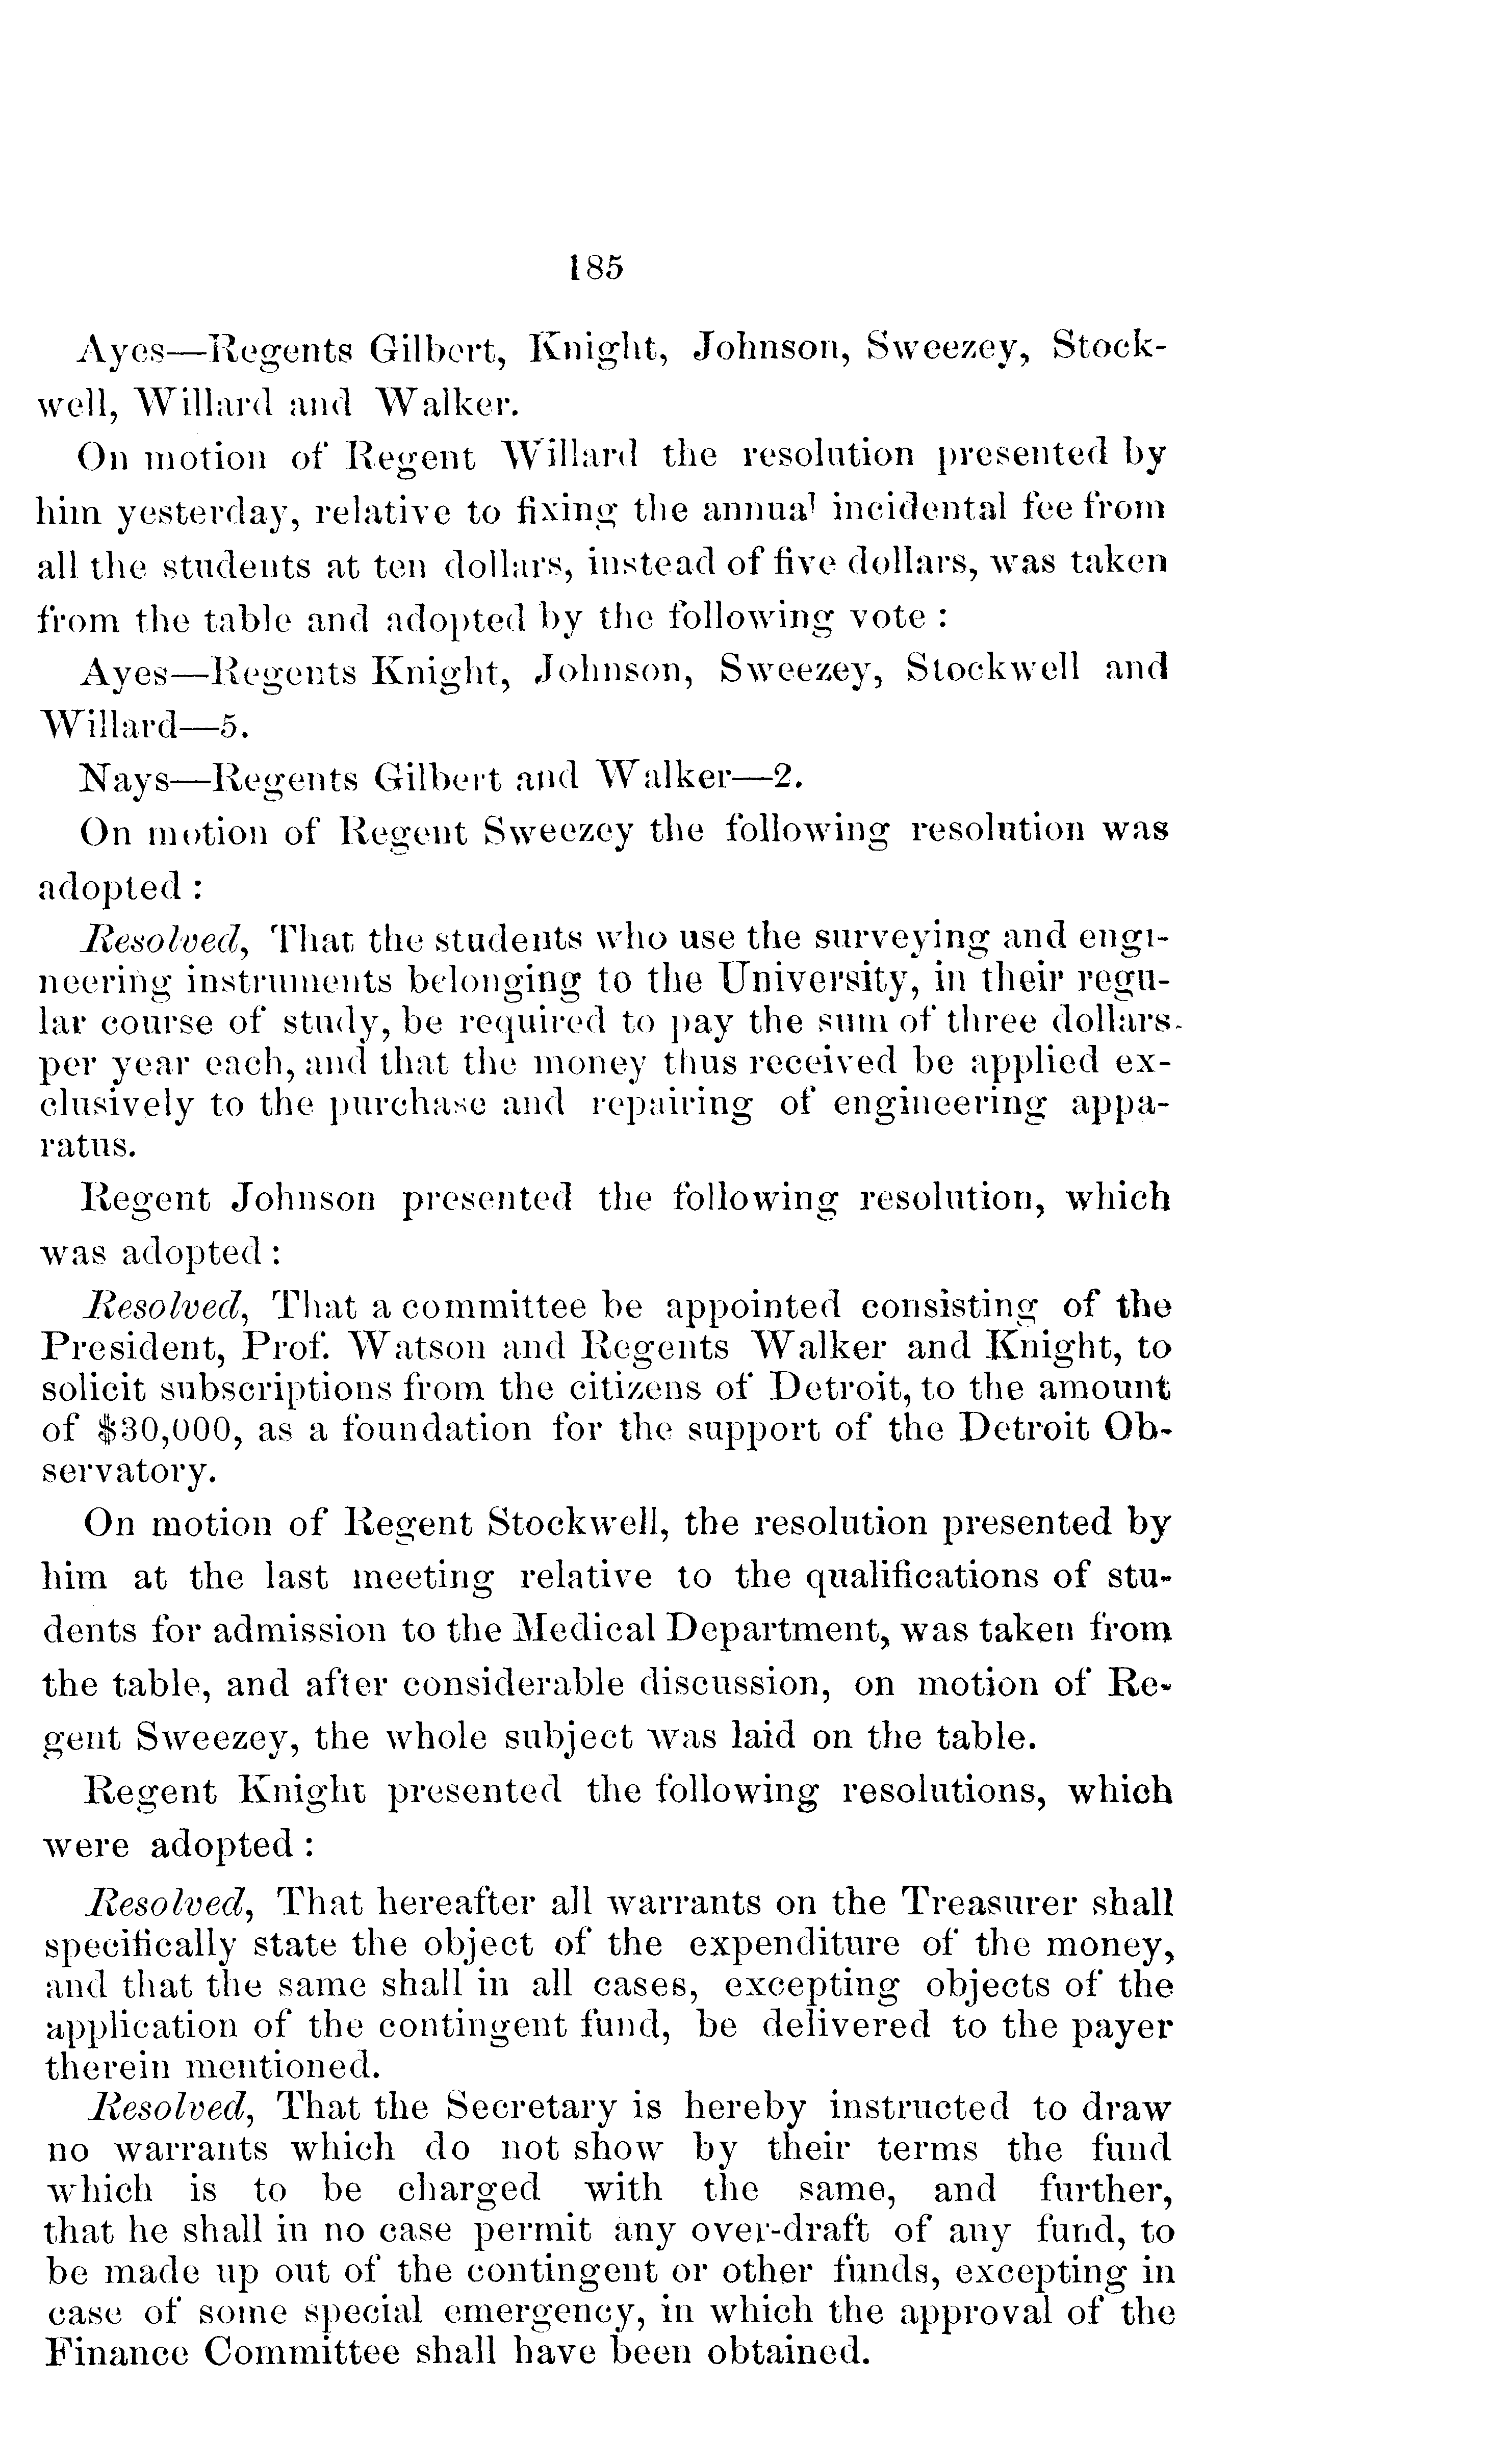 185
Ayes—Regents Gilbert, Knight, Johnson, Sweezey, Stock-
well, Willard and Walker.
On motion of Regent Willard the resolution presented by
him yesterday, relative to fixing the annual incidental fee from
all the students at ten dollars, instead of five dollars, was taken
from the table and adopted by the following vote :
Ayes—Regents Knight, Johnson, Sweezey, Stockwell and
Willard—5.
Nays—Regents Gilbert and Walker—2.
On motion of Regent Sweezey the following resolution was
adopted :
Resolved, That the students who use the surveying and engi-
neering instruments belonging to the University, in their regu-
lar course of study, be required to pay the sum of three dollars.
per year each, and that the money thus received be applied ex-
clusively to the purchase and repairing of engineering appa-
ratus.
Regent Johnson presented the following resolution, which
was adopted :
Resolved, That a committee be appointed consisting of the
President, Prof. Watson and Regents Walker and Knight, to
solicit subscriptions from the citizens of Detroit, to the amount
of $30,000, as a foundation for the support of the Detroit Ob-
servatory.
On motion of Regent Stockwell, the resolution presented by
him at the last meeting relative to the qualifications of stu-
dents for admission to the Medical Department, was taken from
the table, and after considerable discussion, on motion of Re-
gent Sweezey, the whole subject was laid on the table.
Regent Knight presented the following resolutions, which
were adopted :
Resolved, That hereafter all warrants on the Treasurer shall
specifically state the object of the expenditure of the money,
and that the same shall in all cases, excepting objects of the
application of the contingent fund, be delivered to the payer
therein mentioned.
Resolved, That the Secretary is hereby instructed to draw
no warrants which do not show by their terms the fund
which is to be charged with the same, and further,
that he shall in no case permit any over-draft of any fund, to
be made up out of the contingent or other funds, excepting in
case of some special emergency, in which the approval of the
Finance Committee shall have been obtained.